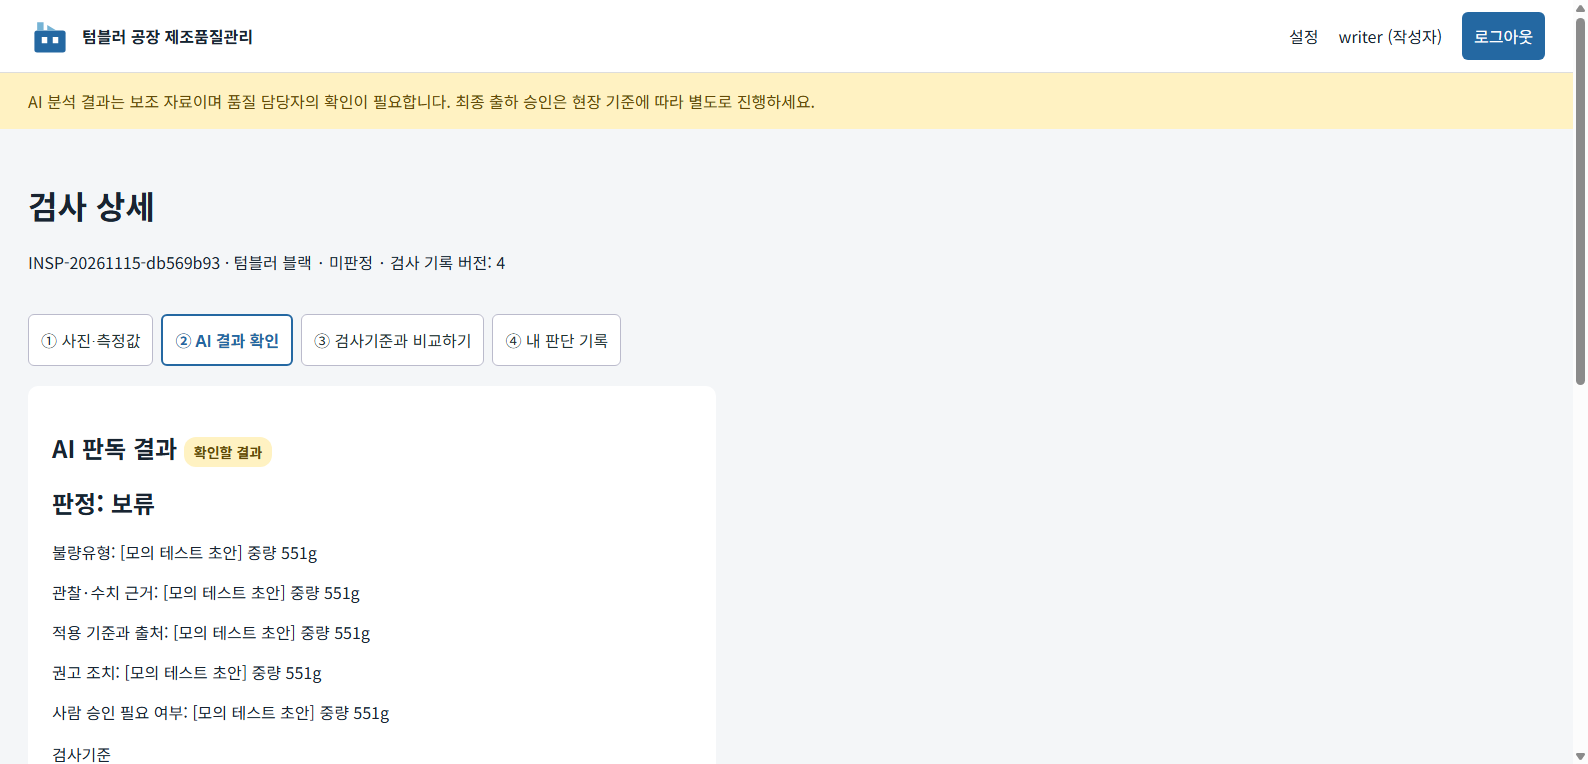 텀블러 공장 제조품질관리
설정 writer (작성자) 로그아웃
AI 분석 결과는 보조 자료이며 품질 담당자의 확인이 필요합니다. 최종 출하 승인은 현장 기준에 따라 별도로 진행하세요.
검사 상세
INSP-20261115-db569b93 · 텀블러 블랙 · 미판정 · 검사 기록 버전: 4
① 사진·측정값 ② AI 결과 확인 ③ 검사기준과 비교하기 ④ 내 판단 기록
AI 판독 결과 확인할 결과
판정: 보류
불량유형: [모의 테스트 초안] 중량 551g
관찰·수치 근거: [모의 테스트 초안] 중량 551g
적용 기준과 출처: [모의 테스트 초안] 중량 551g
권고 조치: [모의 테스트 초안] 중량 551g
사람 승인 필요 여부: [모의 테스트 초안] 중량 551g
검사기준